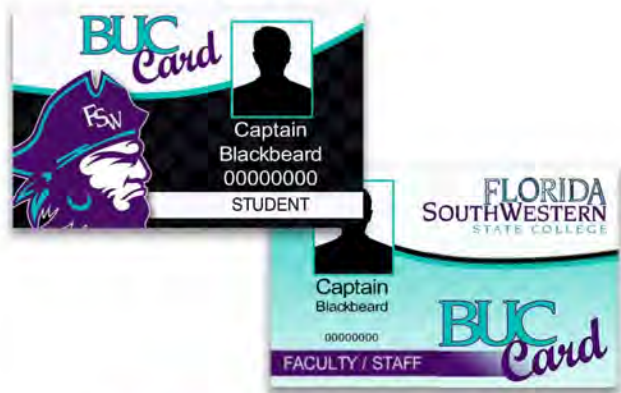 BUC
Card
FSW
Captain
Blackbeard
00000000
STUDENT
FLORIDA
SOUTHWESTERN
STATE COLLEGE
Captain
Blackbeard
00000000
BUC
Card
FACULTY / STAFF